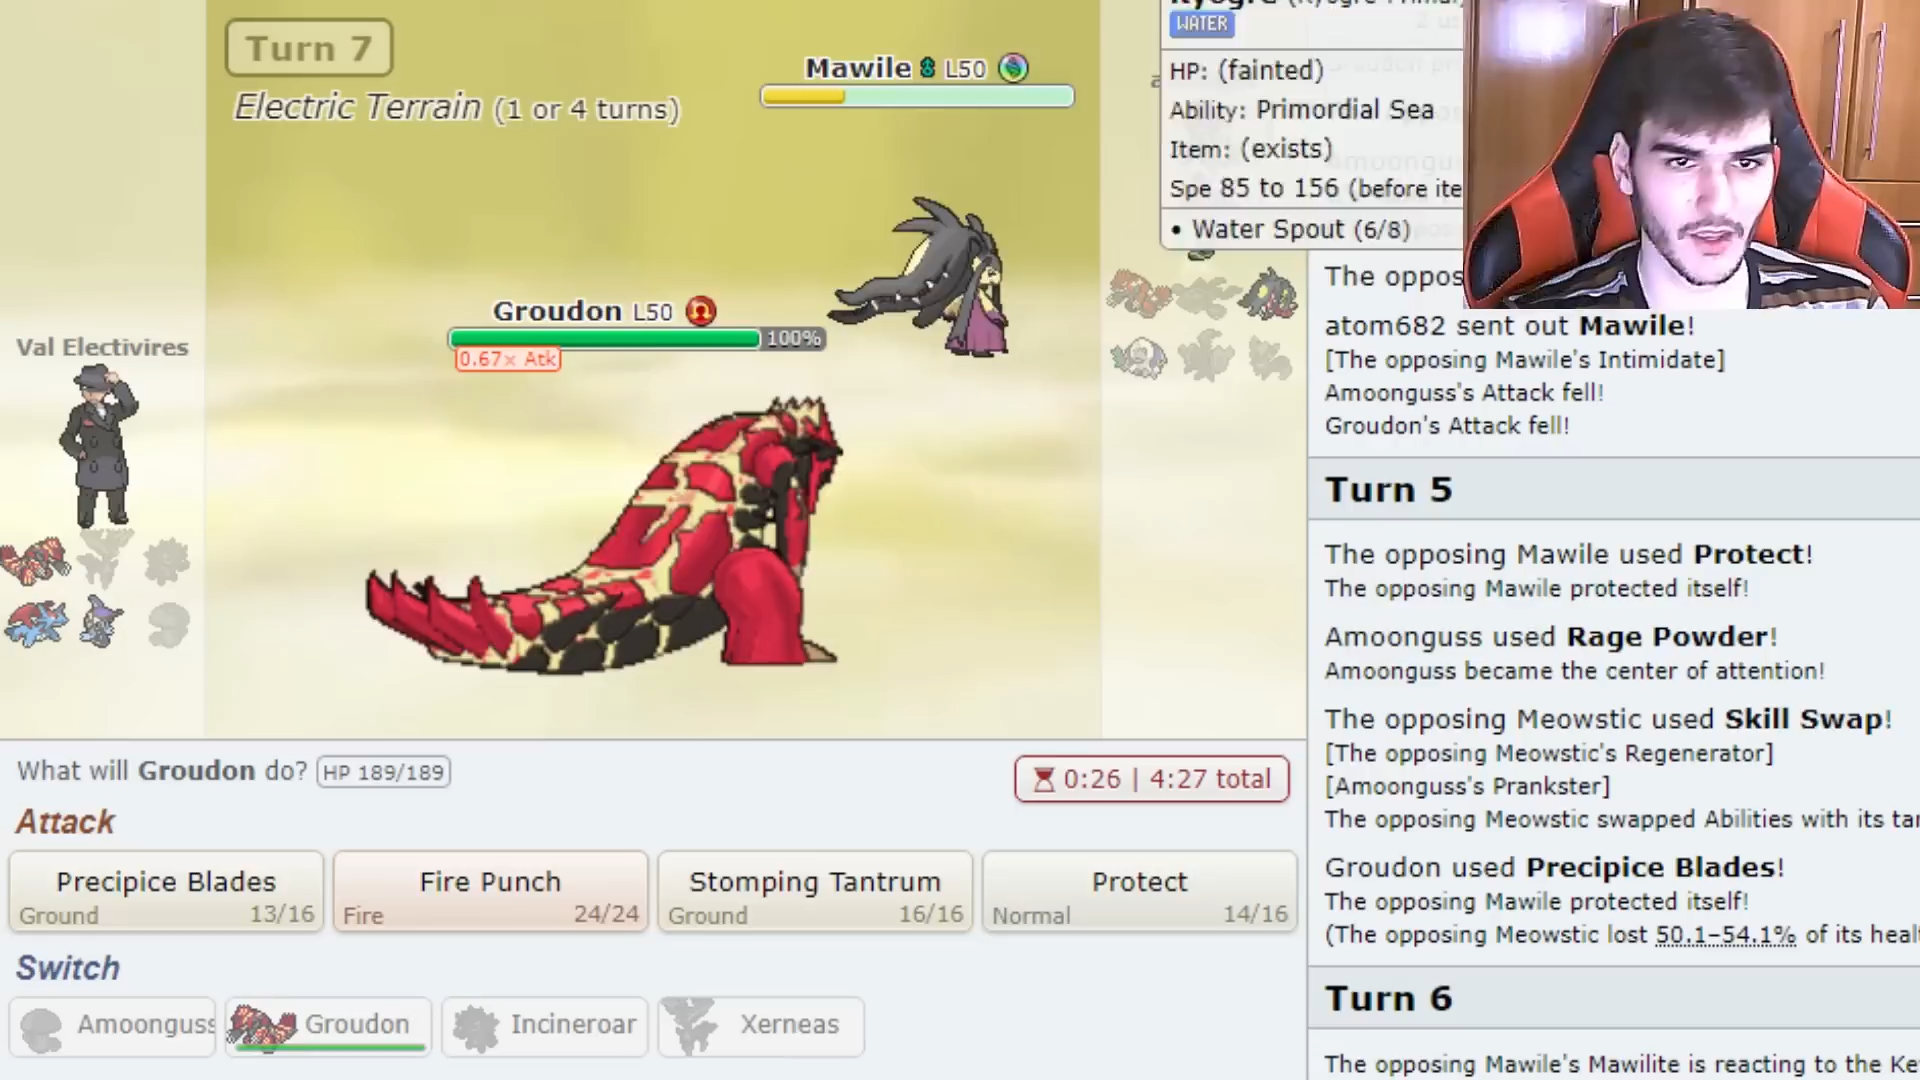 Turn 7
Electric Terrain (1 or 4 turns)
Mawile L50
Groudon L50
100%
0.67× Atk
Val Electivires
WATER
HP: (fainted)
Ability: Primordial Sea
Item: (exists)
Spe 85 to 156 (before ite
• Water Spout (6/8)
The oppos
atom682 sent out Mawile!
[The opposing Mawile's Intimidate]
Amoonguss's Attack fell!
Groudon's Attack fell!
Turn 5
The opposing Mawile used Protect!
The opposing Mawile protected itself!
Amoonguss used Rage Powder!
Amoonguss became the center of attention!
The opposing Meowstic used Skill Swap!
[The opposing Meowstic's Regenerator]
[Amoonguss's Prankster]
The opposing Meowstic swapped Abilities with its tar
Groudon used Precipice Blades!
The opposing Mawile protected itself!
(The opposing Meowstic lost 50.1–54.1% of its healt
Turn 6
The opposing Mawile's Mawilite is reacting to the Ke
What will Groudon do? HP 189/189
0:26 | 4:27 total
Attack
Precipice Blades
Ground 13/16
Fire Punch
Fire 24/24
Stomping Tantrum
Ground 16/16
Protect
Normal 14/16
Switch
Amoonguss
Groudon
Incineroar
Xerneas